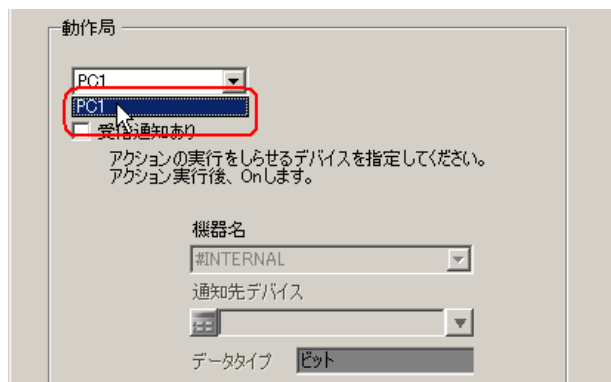 動作局
PC1
PC1
受信通知あり
アクションの実行をしらせるデバイスを指定してください。
アクション実行後、Onします。
機器名
#INTERNAL
通知先デバイス
データタイプ ビット